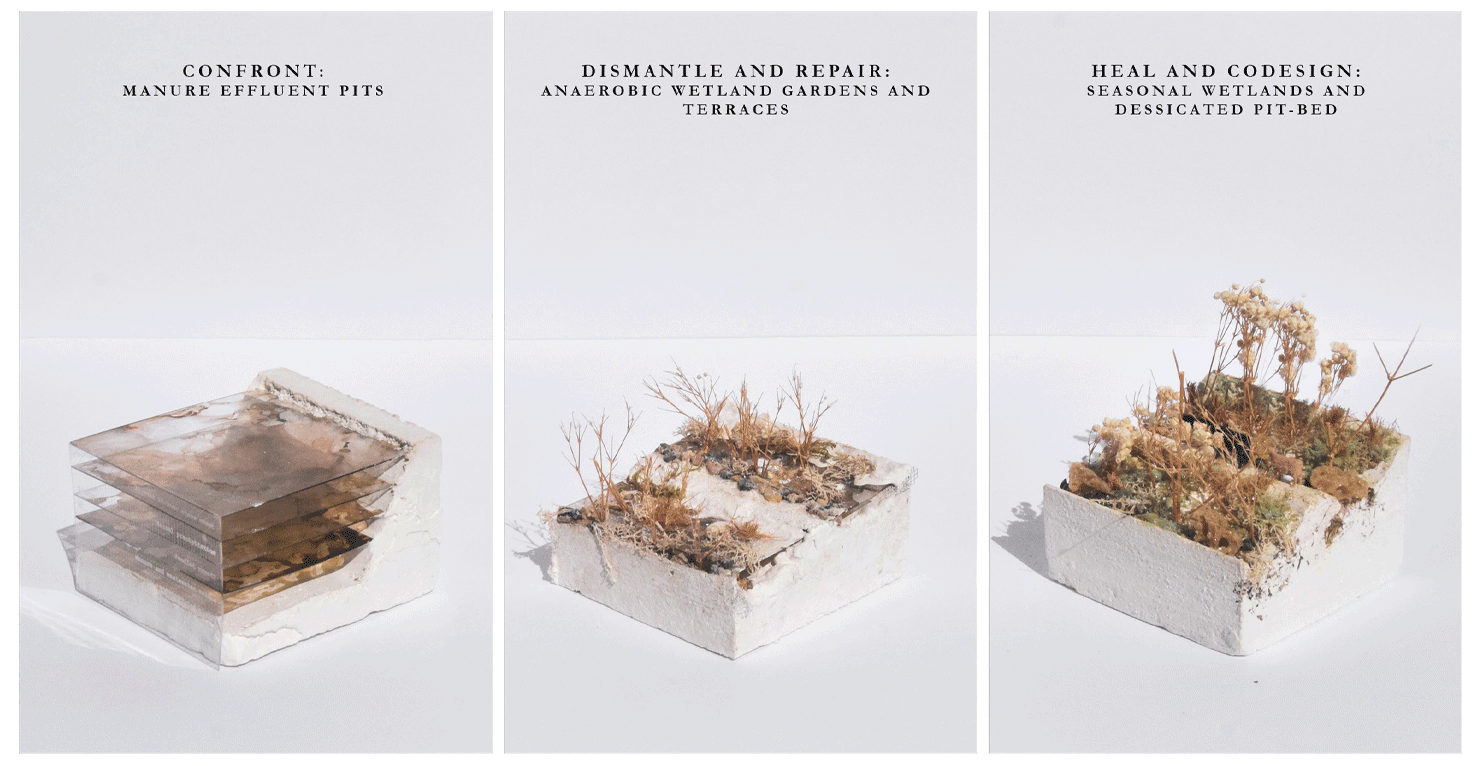 CONFRONT:
MANURE EFFLUENT PITS
DISMANTLE AND REPAIR:
ANAEROBIC WETLAND GARDENS AND
TERRACES
HEAL AND CODESIGN:
SEASONAL WETLANDS AND
DESSICATED PIT-BED